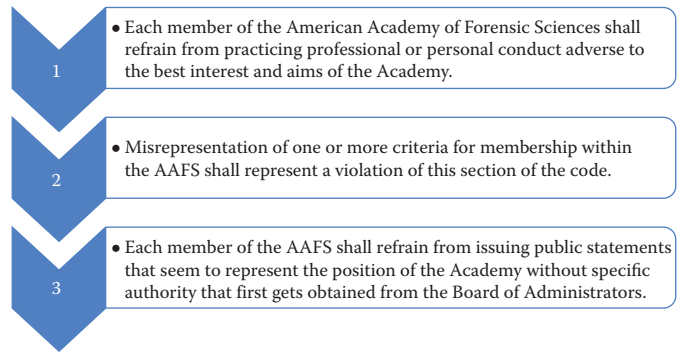 1
• Each member of the American Academy of Forensic Sciences shall
refrain from practicing professional or personal conduct adverse to
the best interest and aims of the Academy.
2
• Misrepresentation of one or more criteria for membership within
the AAFS shall represent a violation of this section of the code.
3
• Each member of the AAFS shall refrain from issuing public statements
that seem to represent the position of the Academy without specific
authority that first gets obtained from the Board of Administrators.